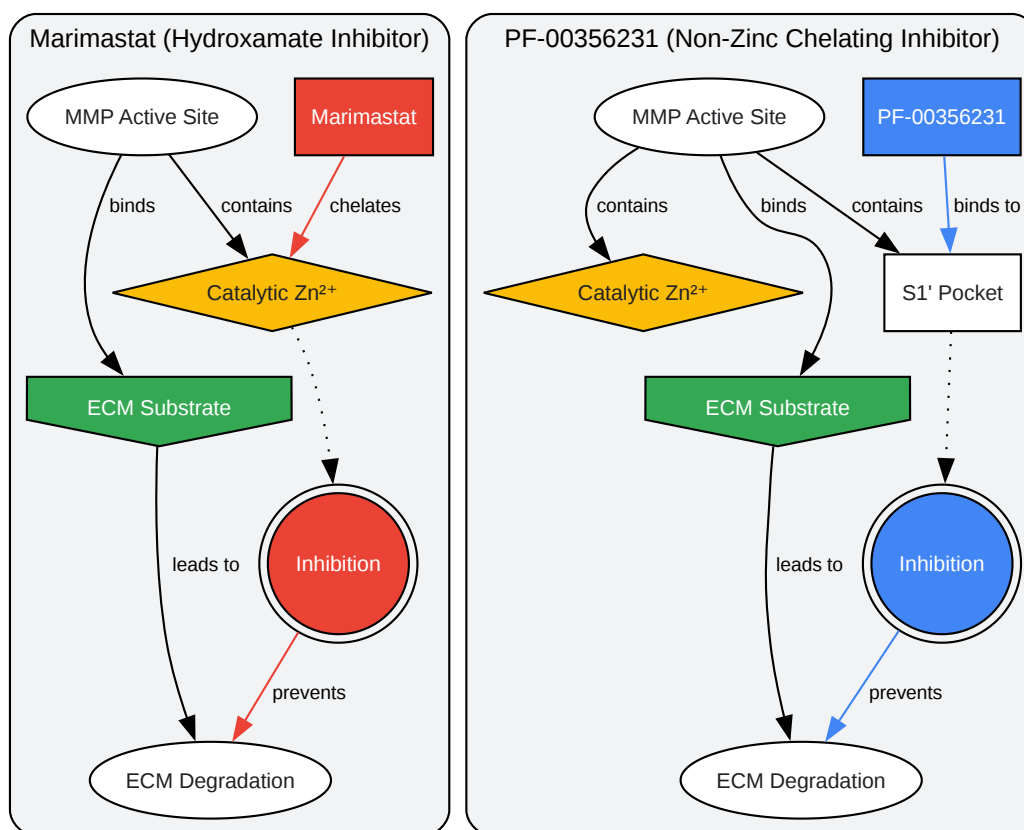 Marimastat (Hydroxamate Inhibitor)
MMP Active Site
Marimastat
binds
contains
chelates
Catalytic Zn²⁺
ECM Substrate
leads to
Inhibition
prevents
ECM Degradation
PF-00356231 (Non-Zinc Chelating Inhibitor)
MMP Active Site
PF-00356231
contains
binds
contains
binds to
Catalytic Zn²⁺
S1' Pocket
ECM Substrate
leads to
Inhibition
prevents
ECM Degradation